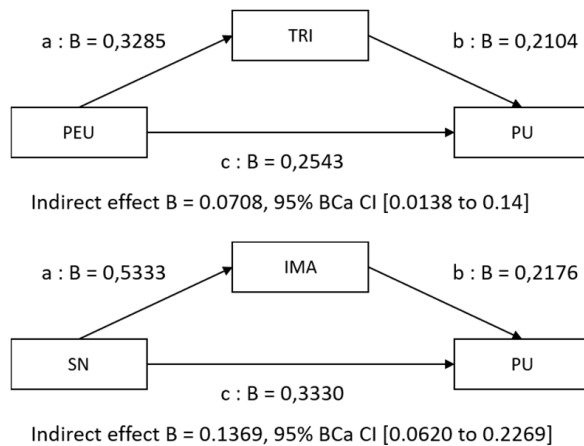 TRI
a : B = 0,3285
b : B = 0,2104
PEU
PU
c : B = 0,2543
Indirect effect B = 0.0708, 95% BCa CI [0.0138 to 0.14]
IMA
a : B = 0,5333
b : B = 0,2176
SN
PU
c : B = 0,3330
Indirect effect B = 0.1369, 95% BCa CI [0.0620 to 0.2269]